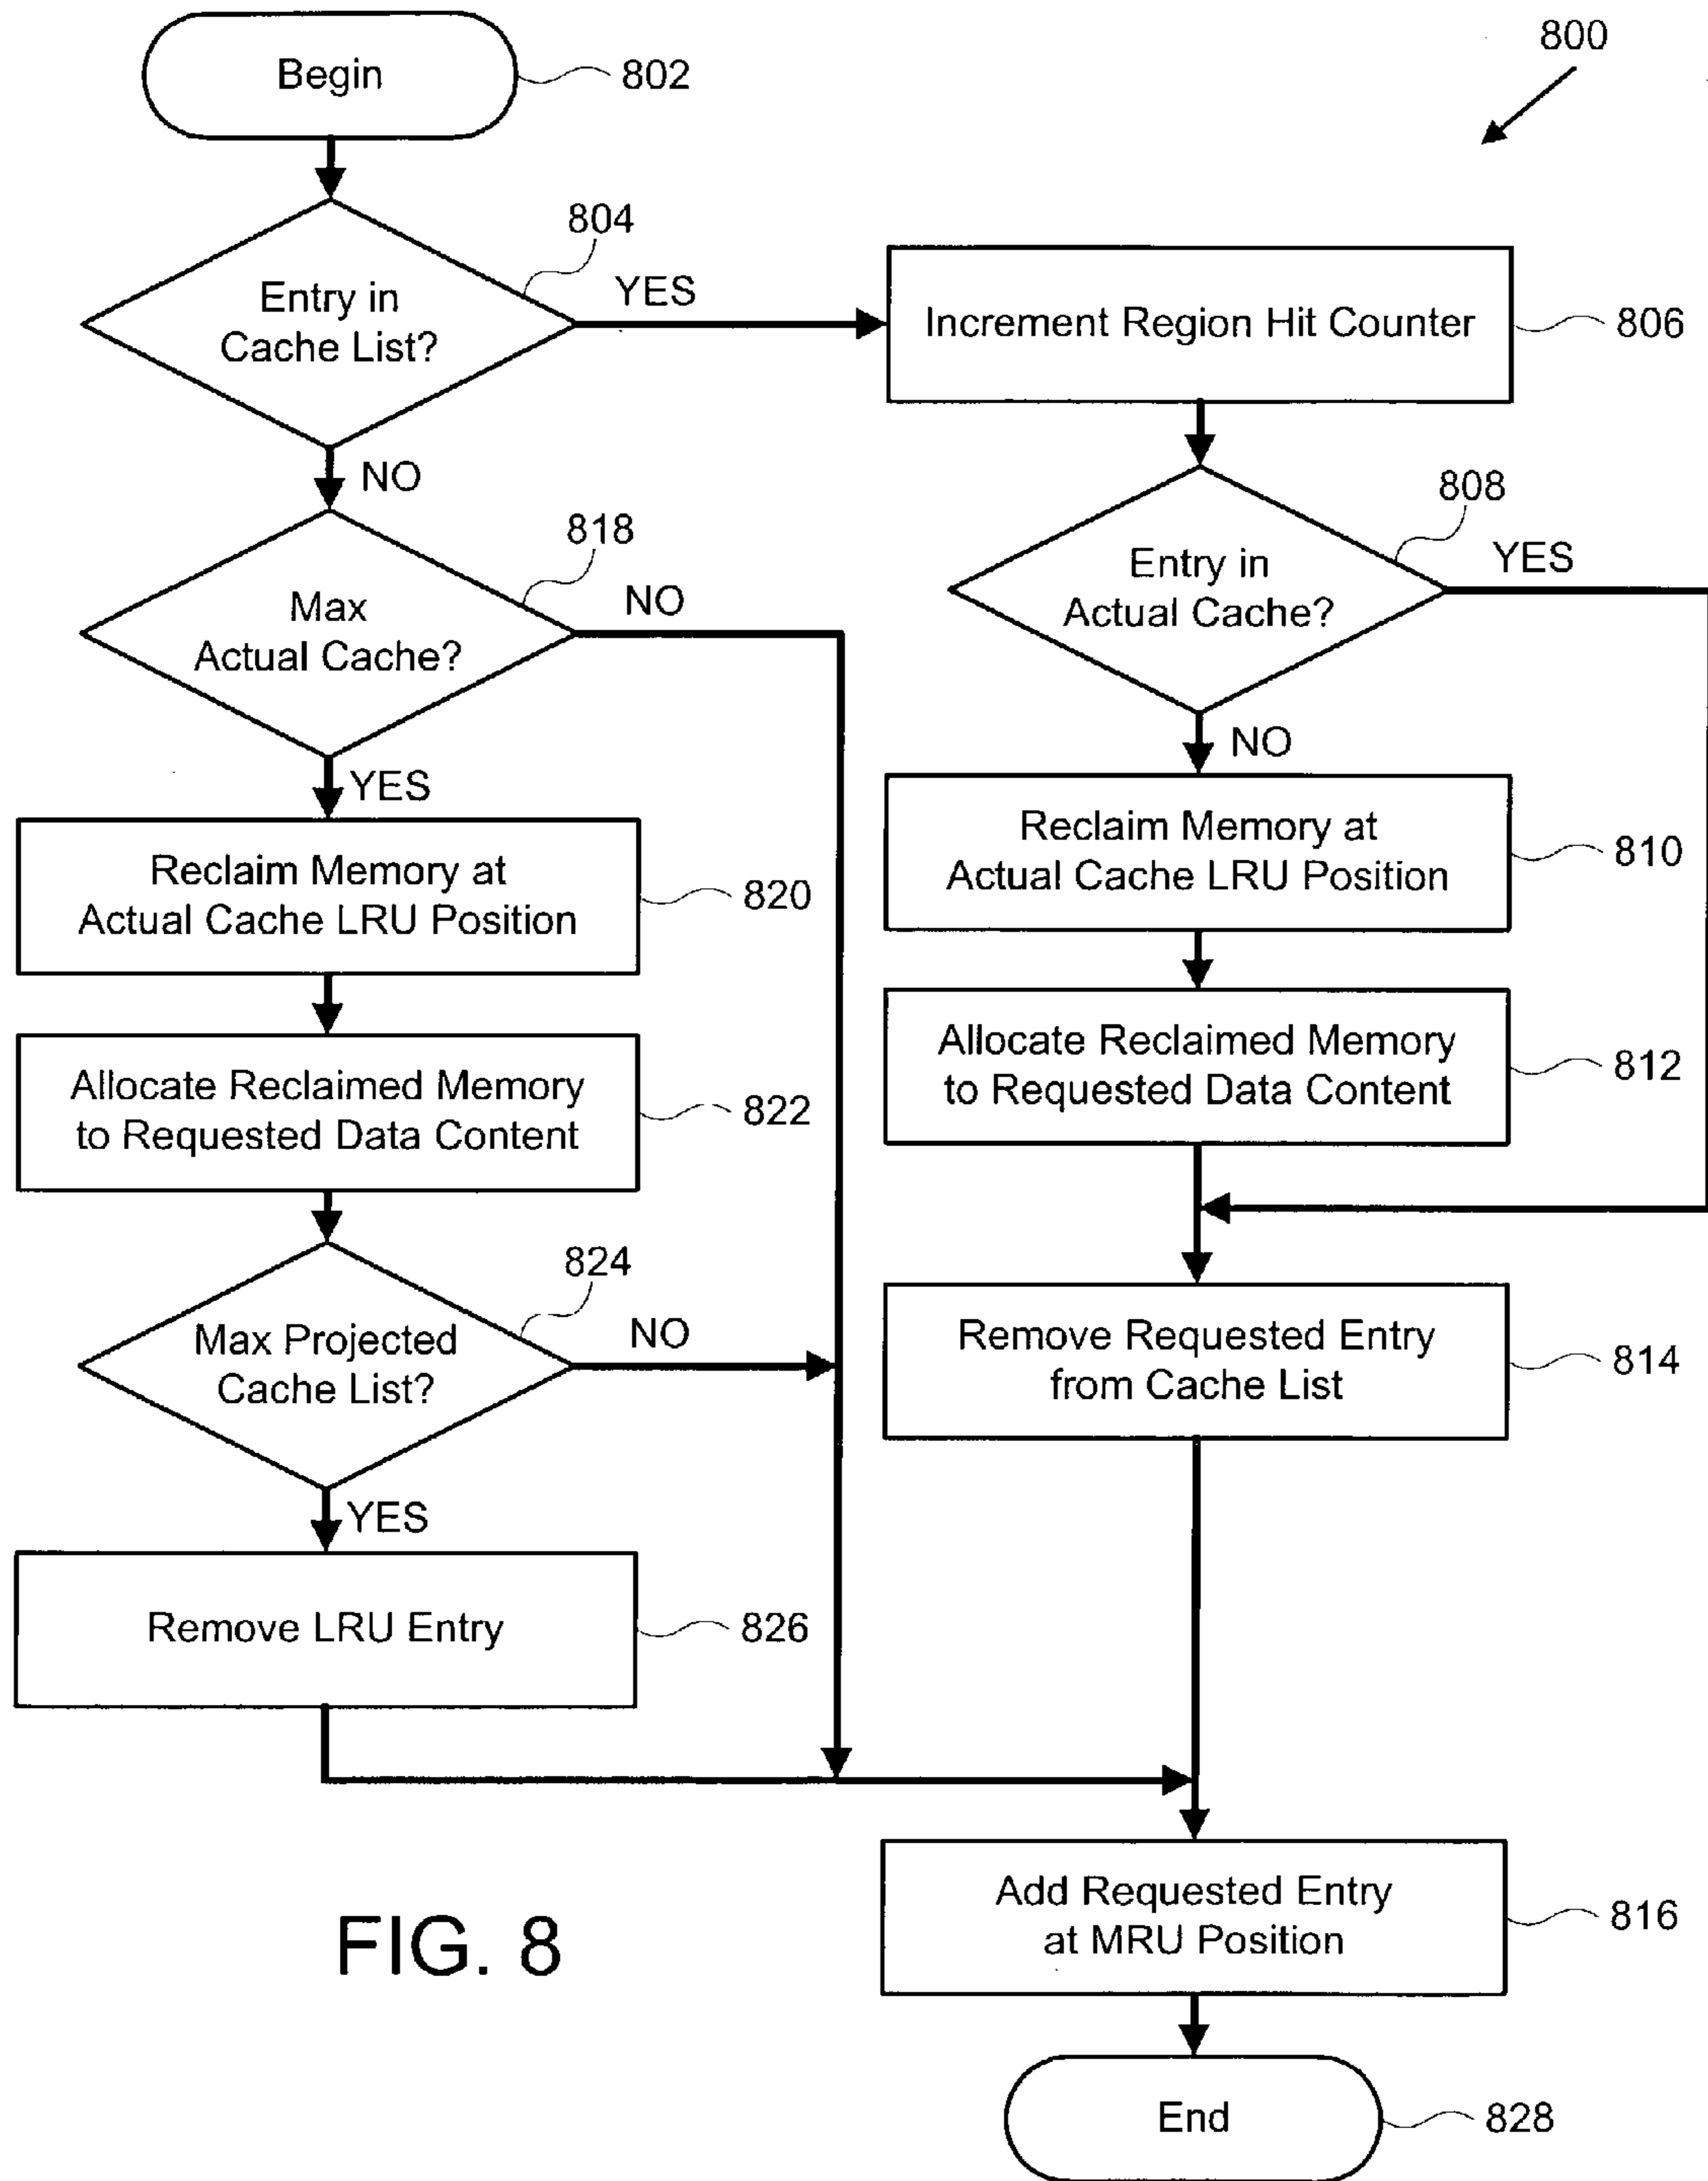 800
Begin
802
804
Entry in
Cache List?
YES
NO
Increment Region Hit Counter
806
808
Entry in
Actual Cache?
YES
NO
818
Max
Actual Cache?
NO
YES
Reclaim Memory at
Actual Cache LRU Position
820
Reclaim Memory at
Actual Cache LRU Position
810
Allocate Reclaimed Memory
to Requested Data Content
822
Allocate Reclaimed Memory
to Requested Data Content
812
824
Max Projected
Cache List?
NO
YES
Remove Requested Entry
from Cache List
814
Remove LRU Entry
826
Add Requested Entry
at MRU Position
816
FIG. 8
End
828